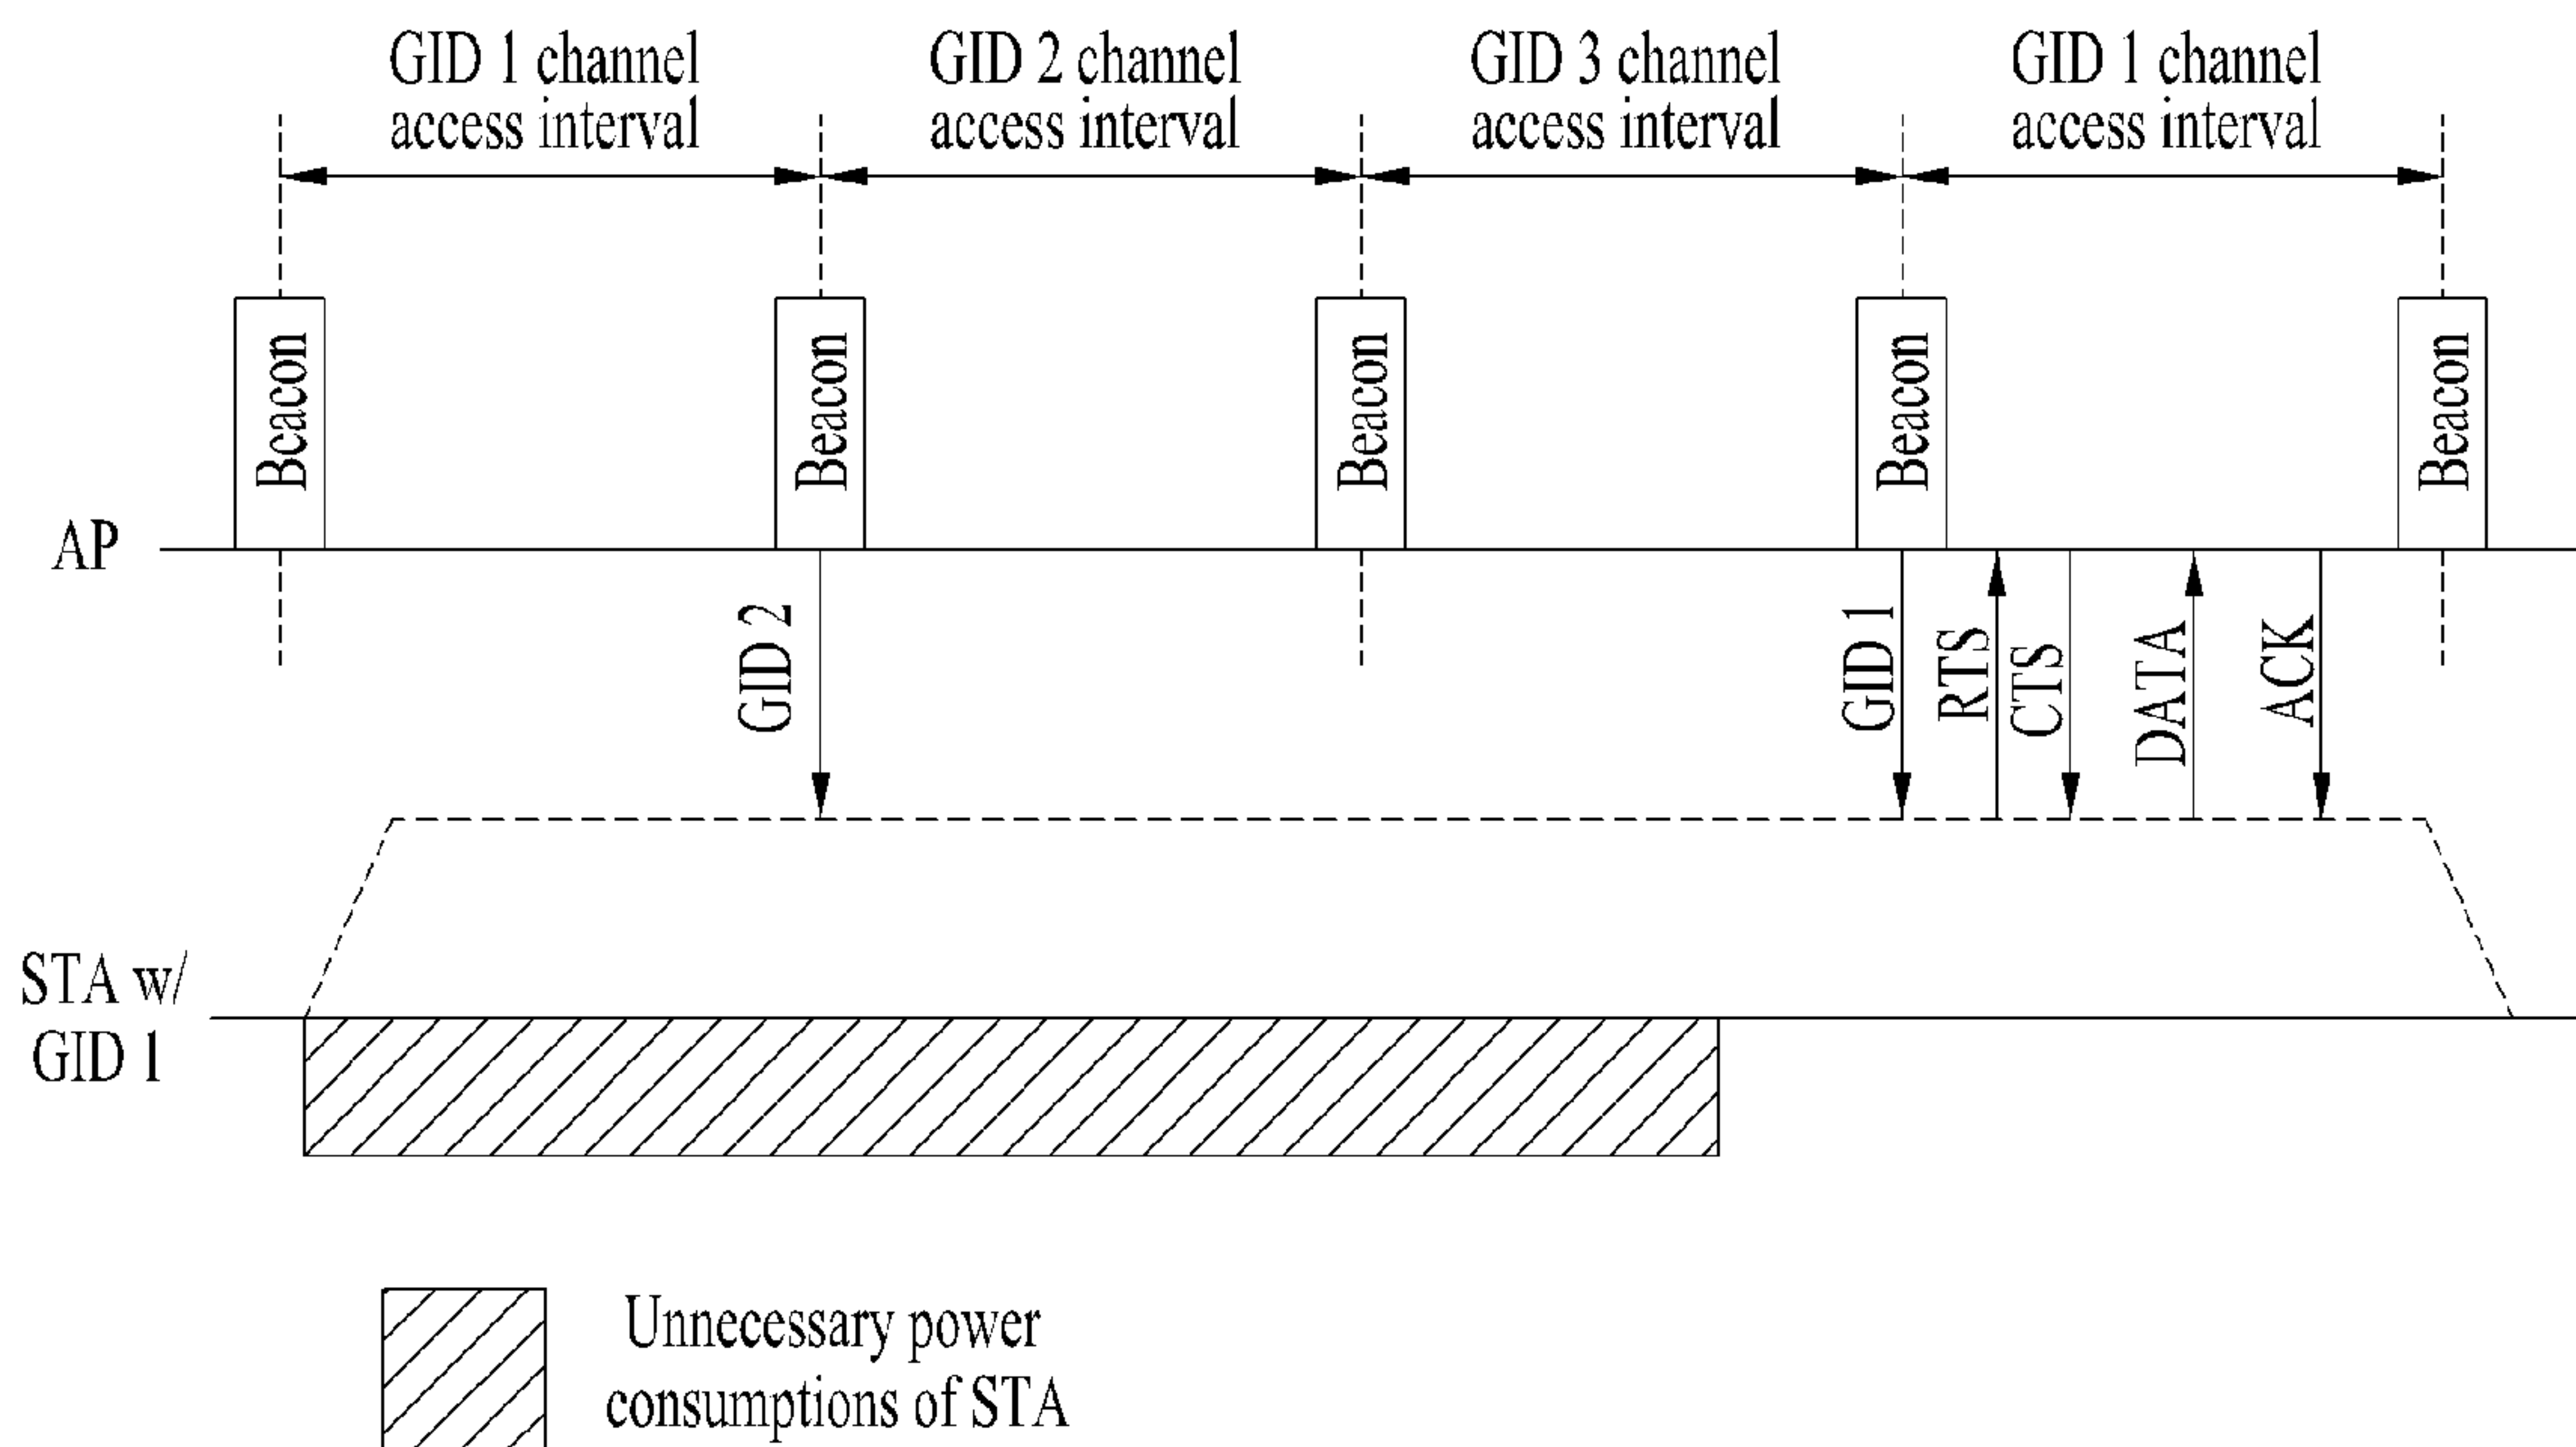 GID 1 channel
access interval
GID 2 channel
access interval
GID 3 channel
access interval
GID 1 channel
access interval
Beacon
Beacon
Beacon
Beacon
Beacon
AP
GID 2
GID 1
RTS
CTS
DATA
ACK
STA w/
GID 1
Unnecessary power
consumptions of STA